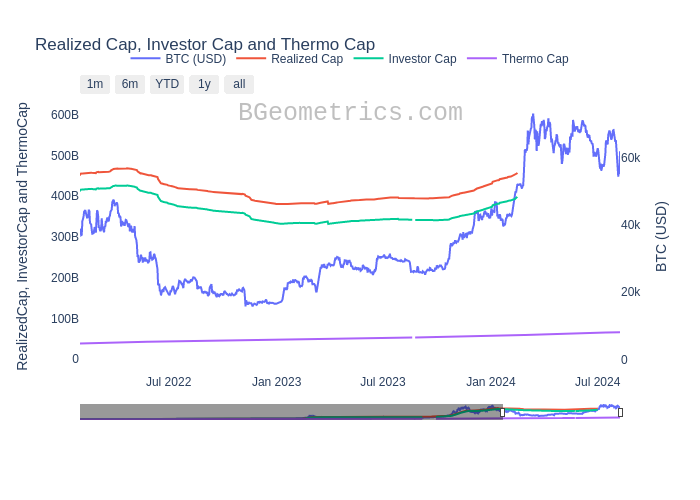 Realized Cap, Investor Cap and Thermo Cap
BTC (USD) Realized Cap Investor Cap Thermo Cap
1m 6m YTD 1y all
BGeometrics.com
RealizedCap, InvestorCap and ThermoCap
600B
500B
400B
300B
200B
100B
0
60k
40k
20k
0
BTC (USD)
Jul 2022 Jan 2023 Jul 2023 Jan 2024 Jul 2024